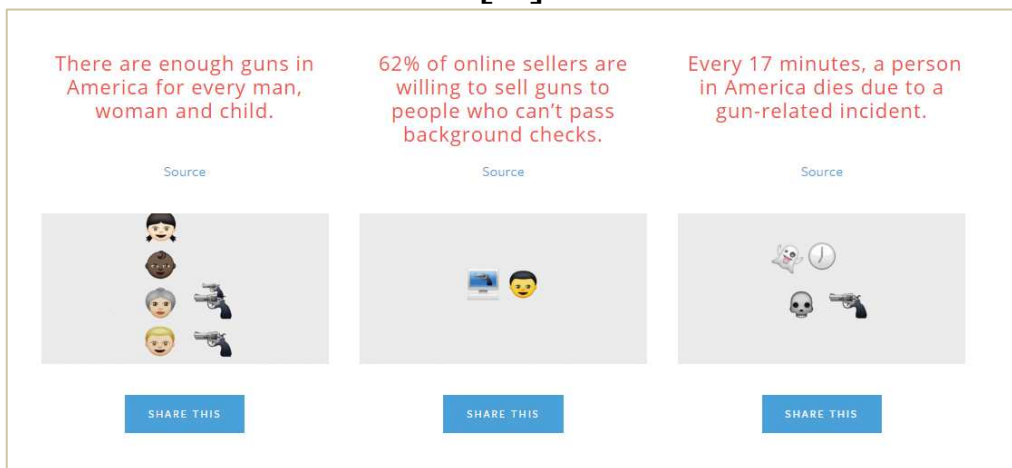 There are enough guns in
America for every man,
woman and child.
Source
SHARE THIS
62% of online sellers are
willing to sell guns to
people who can't pass
background checks.
Source
SHARE THIS
Every 17 minutes, a person
in America dies due to a
gun-related incident.
Source
SHARE THIS